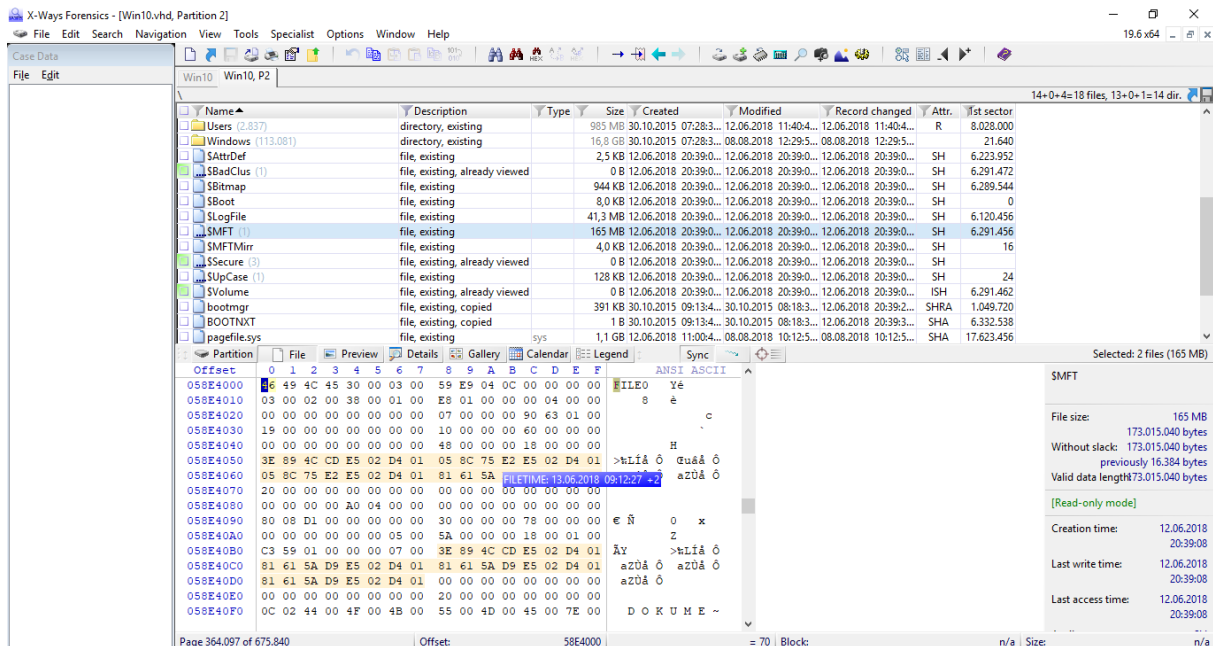 X-Ways Forensics - [Win10.vhd, Partition 2]
File Edit Search Navigation View Tools Specialist Options Window Help 19.6 x64
Case Data
File Edit
Win10 Win10, P2
\ 14+0+4=18 files, 13+0+1=14 dir.
Name Description Type Size Created Modified Record changed Attr. 1st sector
Users (2.837) directory, existing 985 MB 30.10.2015 07:28:3... 12.06.2018 11:40:4... 12.06.2018 11:40:4... R 8.028.000
Windows (113.081) directory, existing 16,8 GB 30.10.2015 07:28:3... 08.08.2018 12:29:5... 08.08.2018 12:29:5... 21.640
$AttrDef file, existing 2,5 KB 12.06.2018 20:39:0... 12.06.2018 20:39:0... 12.06.2018 20:39:0... SH 6.223.952
$BadClus (1) file, existing, already viewed 0 B 12.06.2018 20:39:0... 12.06.2018 20:39:0... 12.06.2018 20:39:0... SH 6.291.472
$Bitmap file, existing 944 KB 12.06.2018 20:39:0... 12.06.2018 20:39:0... 12.06.2018 20:39:0... SH 6.289.544
$Boot file, existing 8,0 KB 12.06.2018 20:39:0... 12.06.2018 20:39:0... 12.06.2018 20:39:0... SH 0
$LogFile file, existing 41,3 MB 12.06.2018 20:39:0... 12.06.2018 20:39:0... 12.06.2018 20:39:0... SH 6.120.456
$MFT (1) file, existing 165 MB 12.06.2018 20:39:0... 12.06.2018 20:39:0... 12.06.2018 20:39:0... SH 6.291.456
$MFTMirr file, existing 4,0 KB 12.06.2018 20:39:0... 12.06.2018 20:39:0... 12.06.2018 20:39:0... SH 16
$Secure (3) file, existing, already viewed 0 B 12.06.2018 20:39:0... 12.06.2018 20:39:0... 12.06.2018 20:39:0... SH
$UpCase (1) file, existing 128 KB 12.06.2018 20:39:0... 12.06.2018 20:39:0... 12.06.2018 20:39:0... SH 24
$Volume file, existing, already viewed 0 B 12.06.2018 20:39:0... 12.06.2018 20:39:0... 12.06.2018 20:39:0... ISH 6.291.462
bootmgr file, existing, copied 391 KB 30.10.2015 09:13:4... 30.10.2015 08:18:3... 12.06.2018 20:39:2... SHRA 1.049.720
BOOTNXT file, existing, copied 1 B 30.10.2015 09:13:4... 30.10.2015 08:18:3... 12.06.2018 20:39:3... SHA 6.332.538
pagefile.sys file, existing sys 1,1 GB 12.06.2018 11:00:4... 08.08.2018 10:12:5... 08.08.2018 10:12:5... SHA 17.623.456
Partition File Preview Details Gallery Calendar Legend Sync Selected: 2 files (165 MB)
Offset 0 1 2 3 4 5 6 7 8 9 A B C D E F ANSI ASCII
058E4000 46 49 4C 45 30 00 03 00 59 E9 04 0C 00 00 00 00 FILE0 Yé
058E4010 03 00 02 00 38 00 01 00 E8 01 00 00 00 04 00 00 8 è
058E4020 00 00 00 00 00 00 00 00 07 00 00 00 90 63 01 00 c
058E4030 19 00 00 00 00 00 00 00 10 00 00 00 60 00 00 00 `
058E4040 00 00 00 00 00 00 00 00 48 00 00 00 18 00 00 00 H
058E4050 3E 89 4C CD E5 02 D4 01 05 8C 75 E2 E5 02 D4 01 >‰LÍå Ô Œuâå Ô
058E4060 05 8C 75 E2 E5 02 D4 01 81 61 5A aZÙå Ô
FILETIME: 13.06.2018 09:12:27 +2
058E4070 20 00 00 00 00 00 00 00 00 00 00 00 00 00 00 00
058E4080 00 00 00 00 A0 04 00 00 00 00 00 00 00 00 00 00
058E4090 80 08 D1 00 00 00 00 00 30 00 00 00 78 00 00 00 € Ñ 0 x
058E40A0 00 00 00 00 00 00 05 00 5A 00 00 00 18 00 01 00 Z
058E40B0 C3 59 01 00 00 00 07 00 3E 89 4C CD E5 02 D4 01 ÃY >‰LÍå Ô
058E40C0 81 61 5A D9 E5 02 D4 01 81 61 5A D9 E5 02 D4 01 aZÙå Ô aZÙå Ô
058E40D0 81 61 5A D9 E5 02 D4 01 00 00 00 00 00 00 00 00 aZÙå Ô
058E40E0 00 00 00 00 00 00 00 00 20 00 00 00 00 00 00 00
058E40F0 0C 02 44 00 4F 00 4B 00 55 00 4D 00 45 00 7E 00 D O K U M E ~
$MFT
File size: 165 MB
173.015.040 bytes
Without slack: 173.015.040 bytes
previously 16.384 bytes
Valid data length: 173.015.040 bytes
[Read-only mode]
Creation time: 12.06.2018
20:39:08
Last write time: 12.06.2018
20:39:08
Last access time: 12.06.2018
20:39:08
Page 364.097 of 675.840 Offset: 58E4000 = 70 Block: n/a Size: n/a